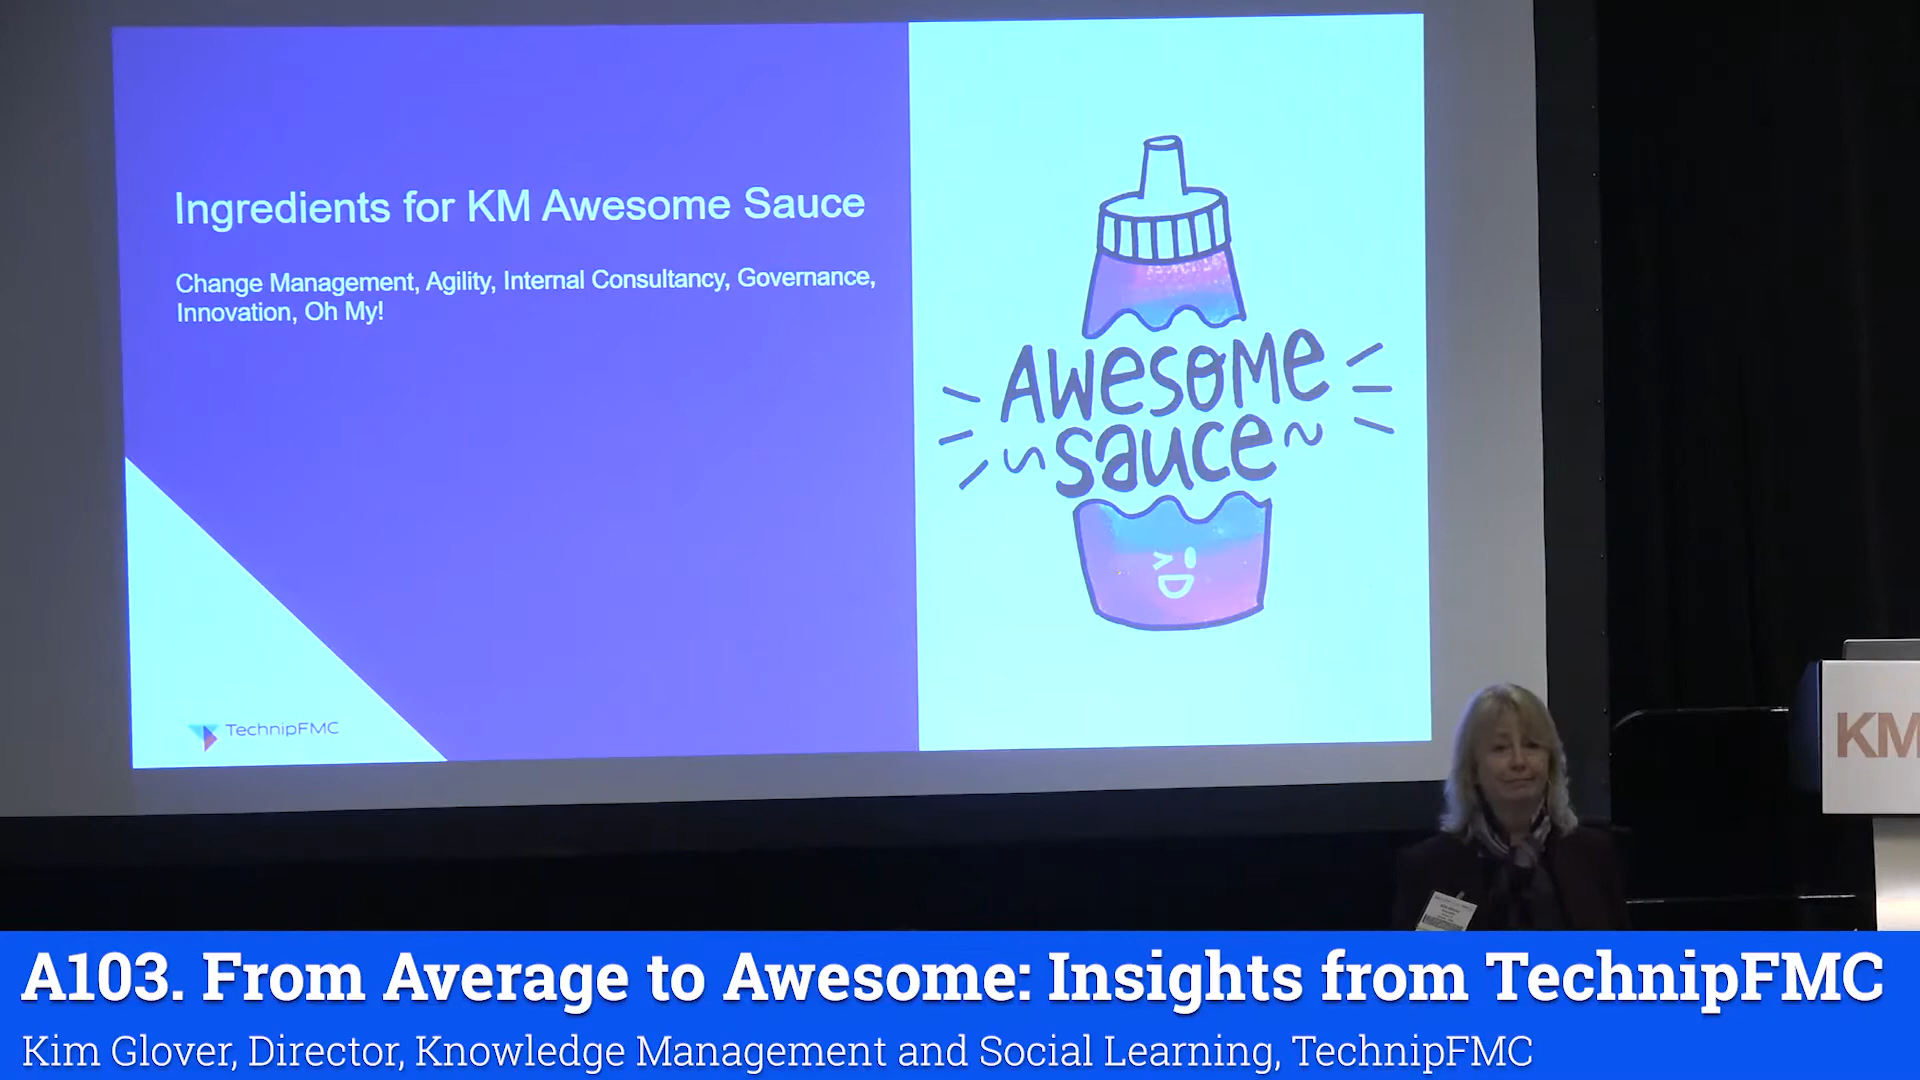 Ingredients for KM Awesome Sauce
Change Management, Agility, Internal Consultancy, Governance,
Innovation, Oh My!
AWESOME
sauce
TechnipFMC
KM
A103. From Average to Awesome: Insights from TechnipFMC
Kim Glover, Director, Knowledge Management and Social Learning, TechnipFMC